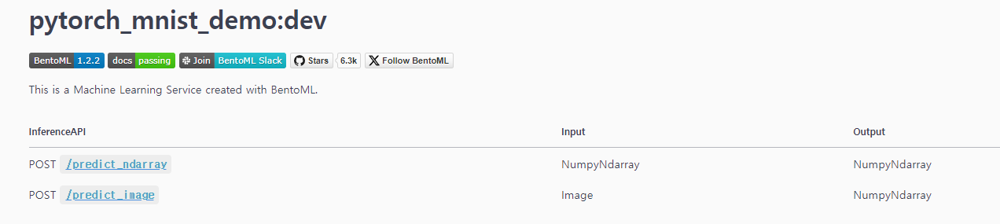 pytorch_mnist_demo:dev
BentoML 1.2.2 docs passing Join BentoML Slack Stars 6.3k Follow BentoML
This is a Machine Learning Service created with BentoML.
InferenceAPI Input Output
POST /predict_ndarray NumpyNdarray NumpyNdarray
POST /predict_image Image NumpyNdarray